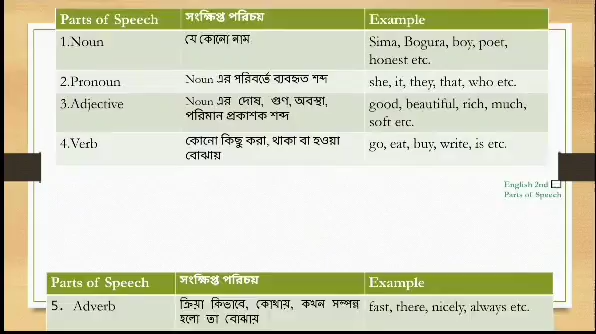 Parts of Speech সংক্ষিপ্ত পরিচয় Example
1.Noun যে কোনো নাম Sima, Bogura, boy, poet,
honest etc.
2.Pronoun Noun এর পরিবর্তে ব্যবহৃত শব্দ she, it, they, that, who etc.
3.Adjective Noun এর দোষ, গুণ, অবস্থা, good, beautiful, rich, much,
পরিমান প্রকাশক শব্দ soft etc.
4.Verb কোনো কিছু করা, থাকা বা হওয়া go, eat, buy, write, is etc.
বোঝায়
English 2nd
Parts of Speech
Parts of Speech সংক্ষিপ্ত পরিচয় Example
5. Adverb ক্রিয়া কিভাবে, কোথায়, কখন সম্পন্ন fast, there, nicely, always etc.
হলো তা বোঝায়